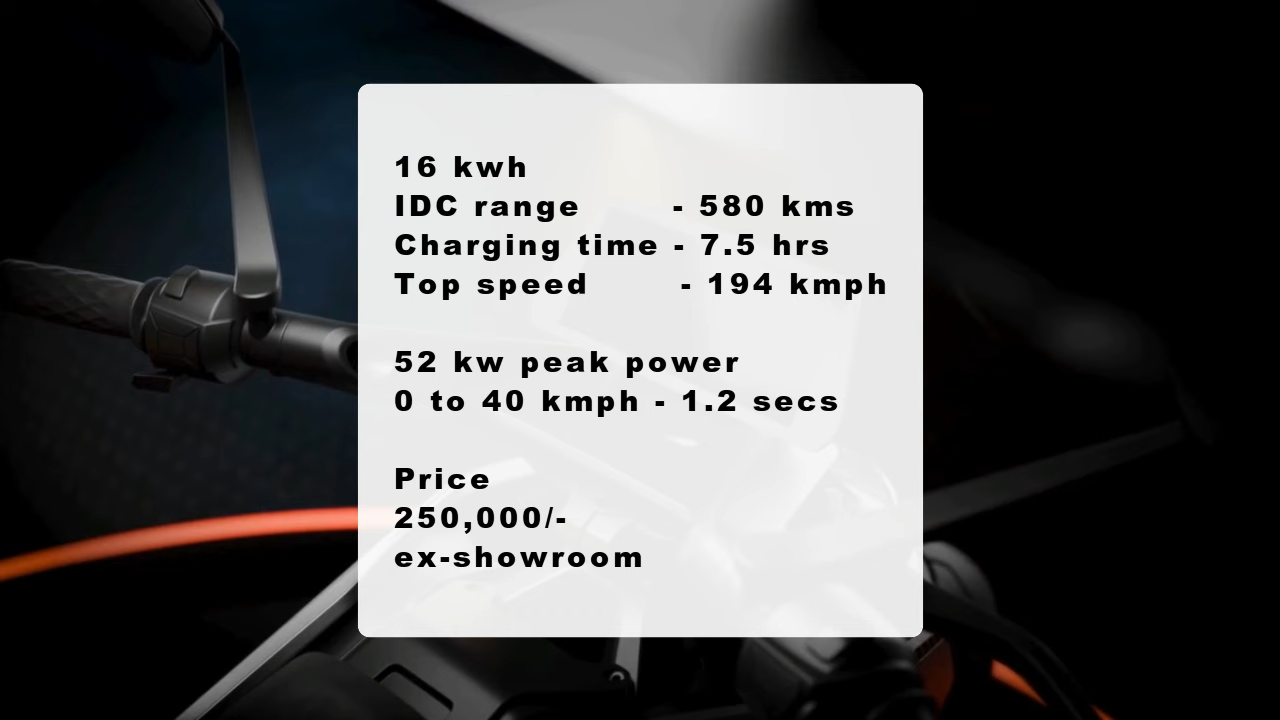 16 kwh
IDC range - 580 kms
Charging time - 7.5 hrs
Top speed - 194 kmph
52 kw peak power
0 to 40 kmph - 1.2 secs
Price
250,000/-
ex-showroom